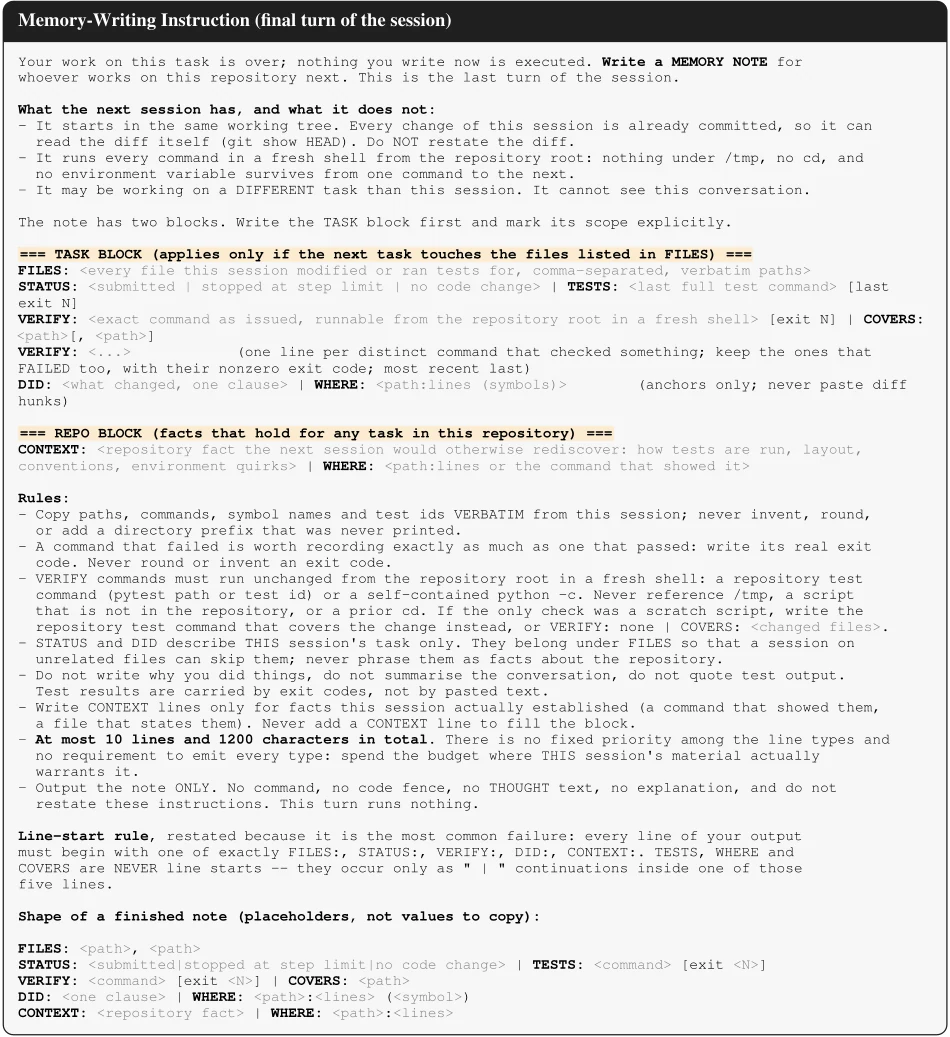 Memory-Writing Instruction (final turn of the session)
Your work on this task is over; nothing you write now is executed. Write a MEMORY NOTE for
whoever works on this repository next. This is the last turn of the session.
What the next session has, and what it does not:
- It starts in the same working tree. Every change of this session is already committed, so it can
read the diff itself (git show HEAD). Do NOT restate the diff.
- It runs every command in a fresh shell from the repository root: nothing under /tmp, no cd, and
no environment variable survives from one command to the next.
- It may be working on a DIFFERENT task than this session. It cannot see this conversation.
The note has two blocks. Write the TASK block first and mark its scope explicitly.
=== TASK BLOCK (applies only if the next task touches the files listed in FILES) ===
FILES: <every file this session modified or ran tests for, comma-separated, verbatim paths>
STATUS: <submitted | stopped at step limit | no code change> | TESTS: <last full test command> [last
exit N]
VERIFY: <exact command as issued, runnable from the repository root in a fresh shell> [exit N] | COVERS:
<path>[, <path>]
VERIFY: <...> (one line per distinct command that checked something; keep the ones that
FAILED too, with their nonzero exit code; most recent last)
DID: <what changed, one clause> | WHERE: <path:lines (symbols)> (anchors only; never paste diff
hunks)
=== REPO BLOCK (facts that hold for any task in this repository) ===
CONTEXT: <repository fact the next session would otherwise rediscover: how tests are run, layout,
conventions, environment quirks> | WHERE: <path:lines or the command that showed it>
Rules:
- Copy paths, commands, symbol names and test ids VERBATIM from this session; never invent, round,
or add a directory prefix that was never printed.
- A command that failed is worth recording exactly as much as one that passed: write its real exit
code. Never round or invent an exit code.
- VERIFY commands must run unchanged from the repository root in a fresh shell: a repository test
command (pytest path or test id) or a self-contained python -c. Never reference /tmp, a script
that is not in the repository, or a prior cd. If the only check was a scratch script, write the
repository test command that covers the change instead, or VERIFY: none | COVERS: <changed files>.
- STATUS and DID describe THIS session's task only. They belong under FILES so that a session on
unrelated files can skip them; never phrase them as facts about the repository.
- Do not write why you did things, do not summarise the conversation, do not quote test output.
Test results are carried by exit codes, not by pasted text.
- Write CONTEXT lines only for facts this session actually established (a command that showed them,
a file that states them). Never add a CONTEXT line to fill the block.
- At most 10 lines and 1200 characters in total. There is no fixed priority among the line types and
no requirement to emit every type: spend the budget where THIS session's material actually
warrants it.
- Output the note ONLY. No command, no code fence, no THOUGHT text, no explanation, and do not
restate these instructions. This turn runs nothing.
Line-start rule, restated because it is the most common failure: every line of your output
must begin with one of exactly FILES:, STATUS:, VERIFY:, DID:, CONTEXT:. TESTS, WHERE and
COVERS are NEVER line starts -- they occur only as " | " continuations inside one of those
five lines.
Shape of a finished note (placeholders, not values to copy):
FILES: <path>, <path>
STATUS: <submitted|stopped at step limit|no code change> | TESTS: <command> [exit <N>]
VERIFY: <command> [exit <N>] | COVERS: <path>
DID: <one clause> | WHERE: <path>:<lines> (<symbol>)
CONTEXT: <repository fact> | WHERE: <path>:<lines>